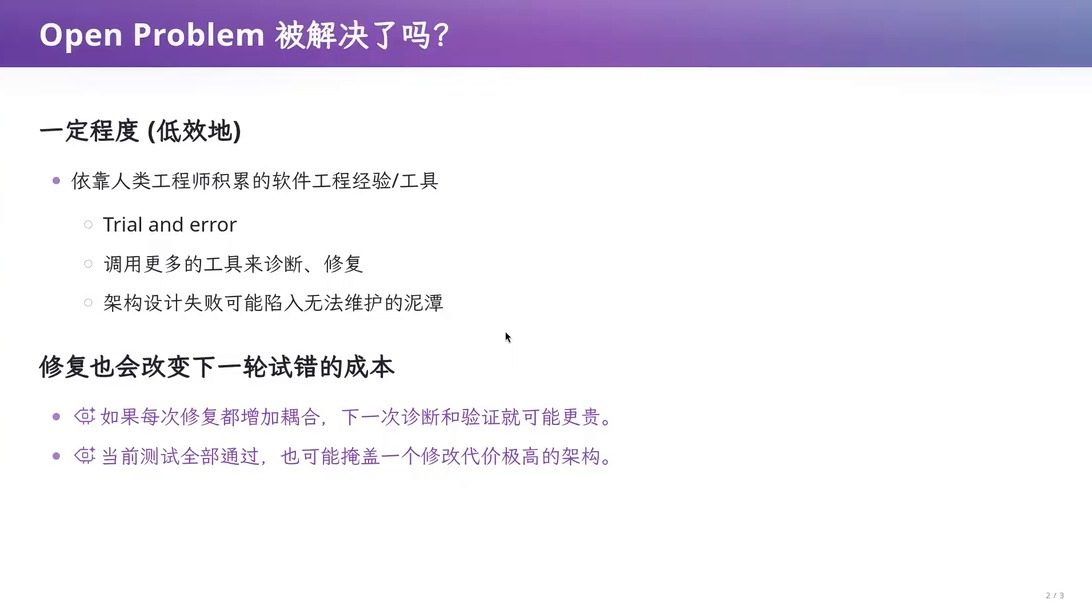 Open Problem 被解决了吗？
一定程度 (低效地)
依靠人类工程师积累的软件工程经验/工具
Trial and error
调用更多的工具来诊断、修复
架构设计失败可能陷入无法维护的泥潭
修复也会改变下一轮试错的成本
如果每次修复都增加耦合，下一次诊断和验证就可能更贵。
当前测试全部通过，也可能掩盖一个修改代价极高的架构。
2 / 3